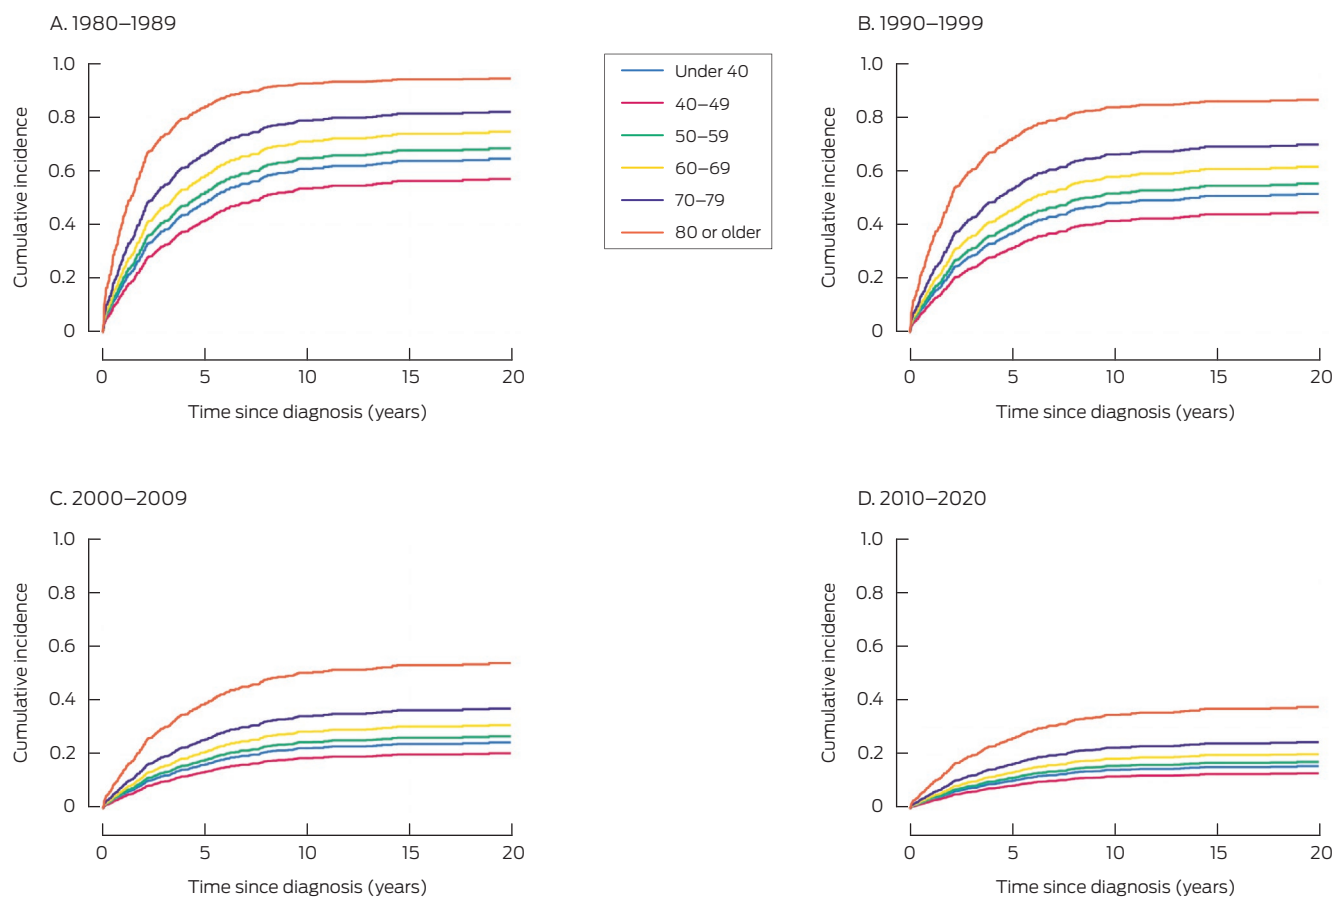 A. 1980–1989
1.0
0.8
0.6
0.4
0.2
0
Cumulative incidence
0 5 10 15 20
Time since diagnosis (years)
Under 40
40–49
50–59
60–69
70–79
80 or older
B. 1990–1999
1.0
0.8
0.6
0.4
0.2
0
Cumulative incidence
0 5 10 15 20
Time since diagnosis (years)
C. 2000–2009
1.0
0.8
0.6
0.4
0.2
0
Cumulative incidence
0 5 10 15 20
Time since diagnosis (years)
D. 2010–2020
1.0
0.8
0.6
0.4
0.2
0
Cumulative incidence
0 5 10 15 20
Time since diagnosis (years)